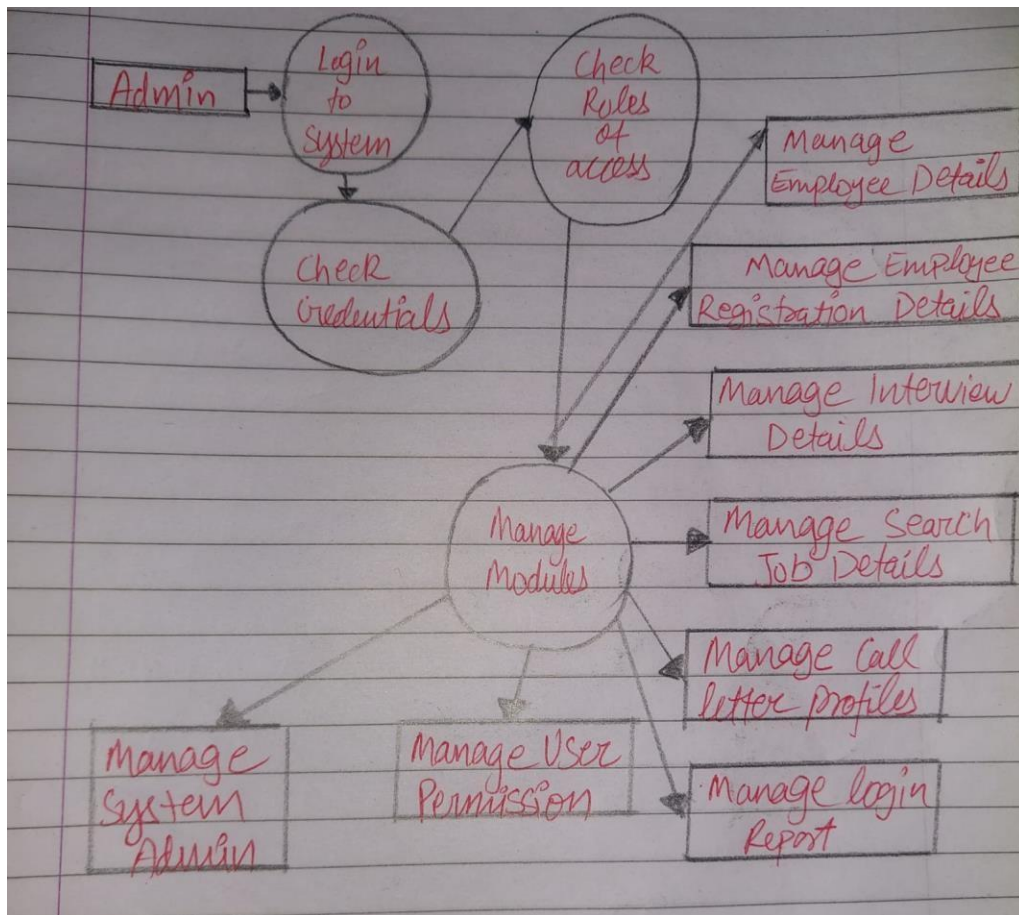 Admin
Login
to
System
Check
Credentials
Check
Roles
of
access
Manage
Employee Details
Manage Employee
Registration Details
Manage Interview
Details
Manage Search
Job Details
Manage
Modules
Manage Call
letter profiles
Manage login
Report
Manage User
Permission
Manage
System
Admin